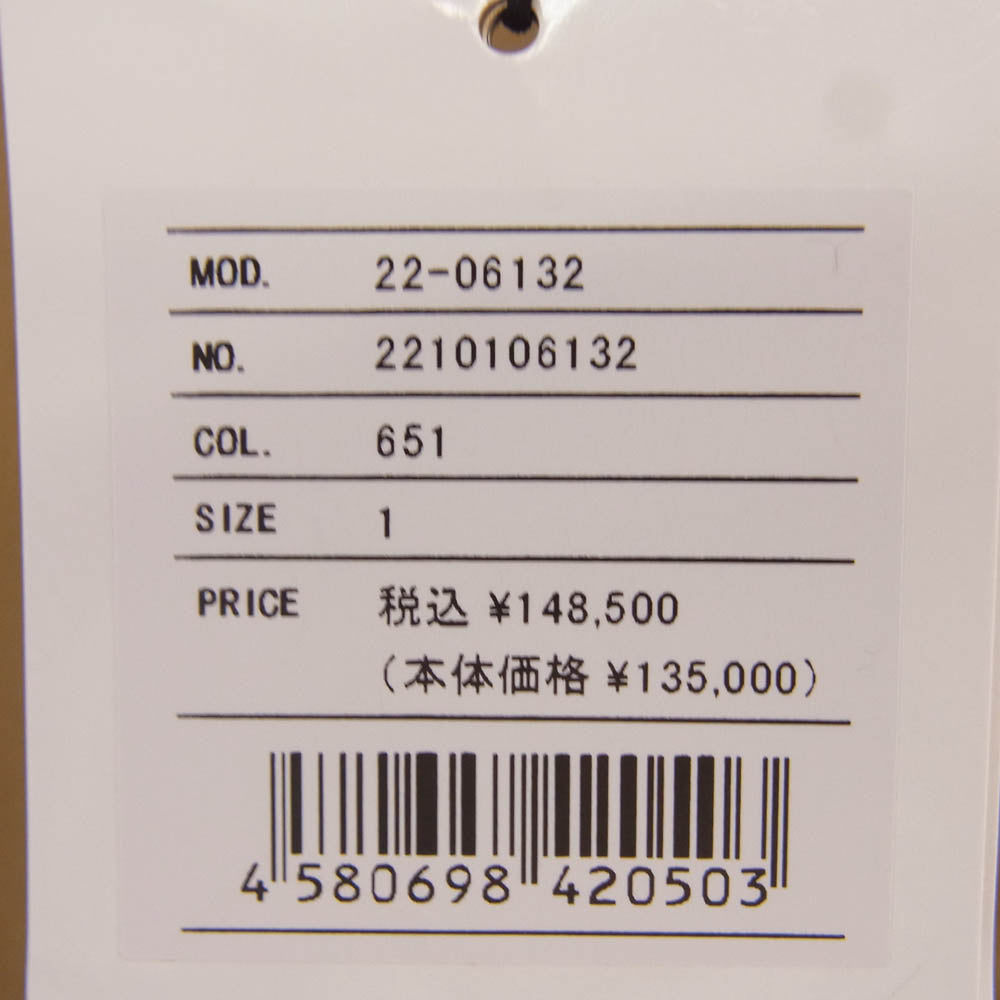 MOD. 22-06132
NO. 2210106132
COL. 651
SIZE 1
PRICE 税込 ¥148,500
(本体価格 ¥135,000)
4 580698 420503